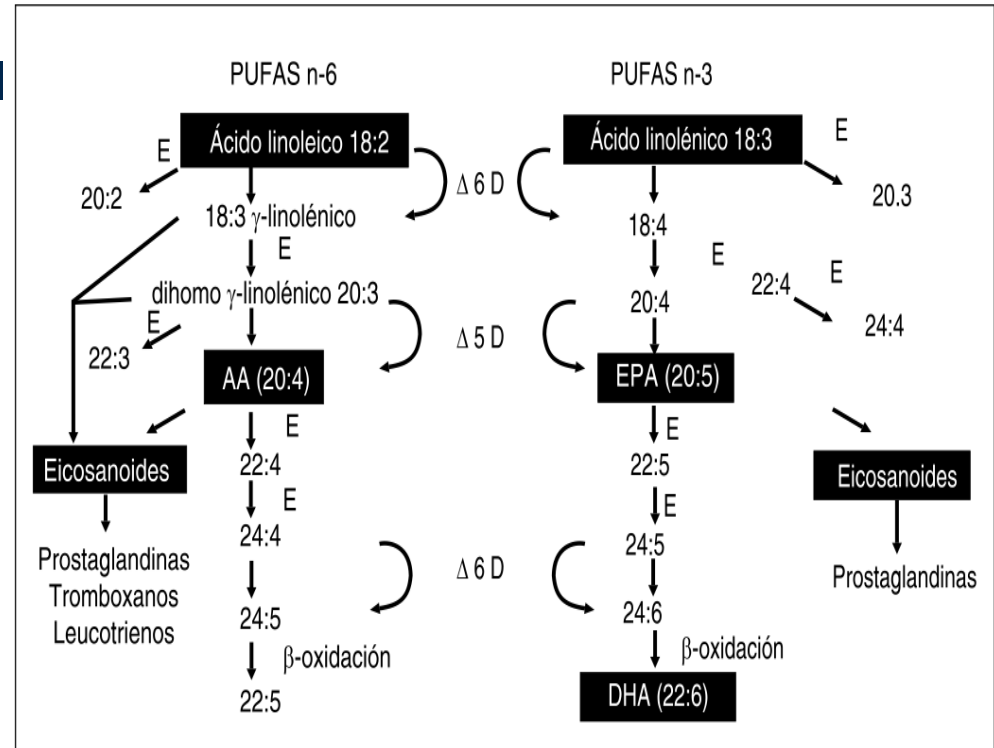 PUFAS n-6
PUFAS n-3
Ácido linoleico 18:2
Ácido linolénico 18:3
E
E
Δ6 D
20:2
20.3
18:3 γ-linolénico
18:4
E
E
22:4
E
dihomo γ-linolénico 20:3
20:4
24:4
E
Δ5 D
22:3
AA (20:4)
EPA (20:5)
E
E
Eicosanoides
22:4
22:5
Eicosanoides
E
E
24:4
24:5
Prostaglandinas
Tromboxanos
Leucotrienos
Δ6 D
Prostaglandinas
24:5
24:6
β-oxidación
β-oxidación
22:5
DHA (22:6)